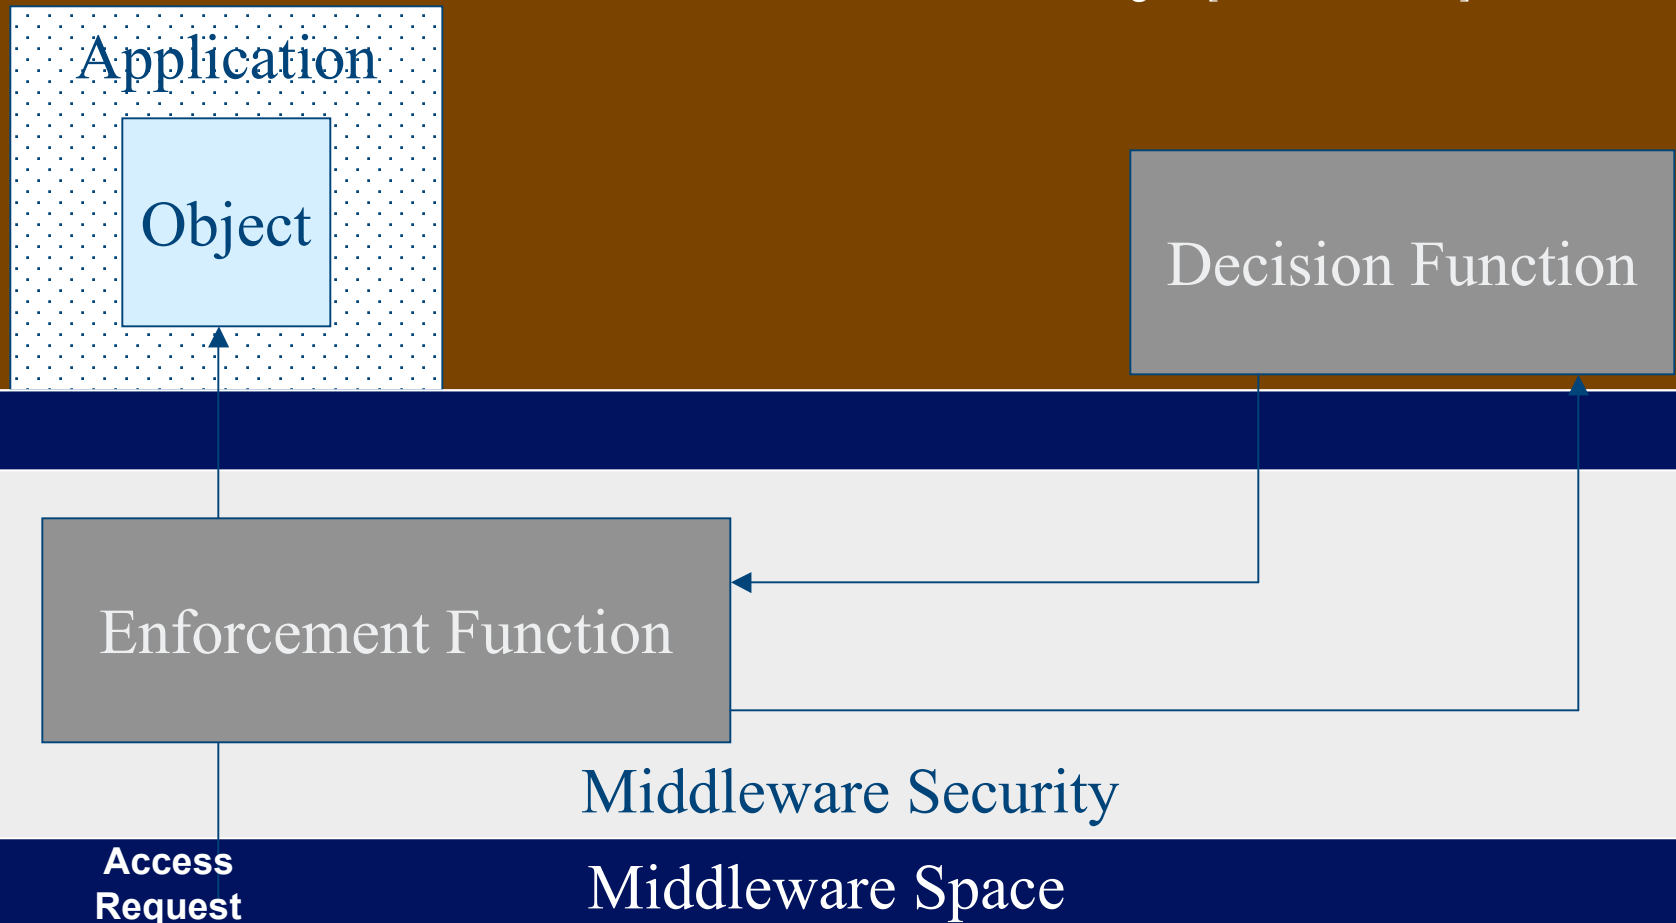 Application
Object
Decision Function
Enforcement Function
Middleware Security
Access
Request
Middleware Space